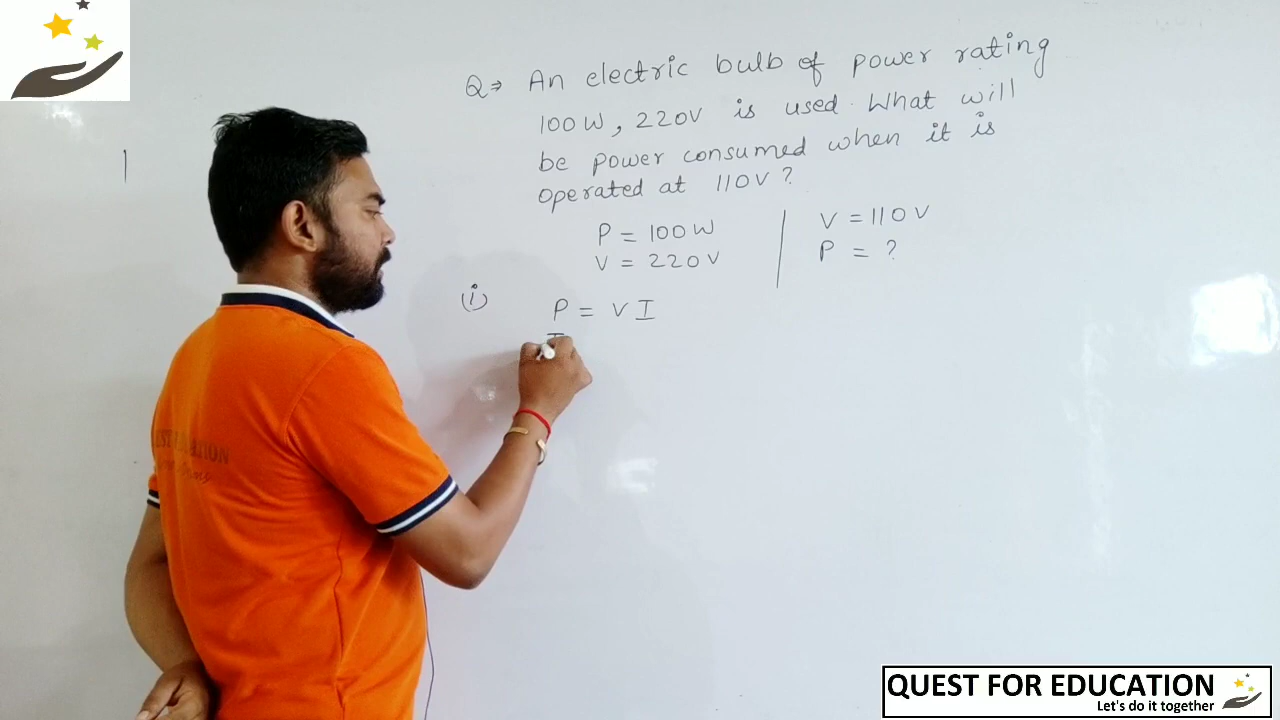 Q⇒ An electric bulb of power rating
100W, 220V is used. What will
be power consumed when it is
operated at 110V?
P = 100W
V = 220V
V = 110V
P = ?
(i) P = VI
I
QUEST FOR EDUCATION
Let's do it together